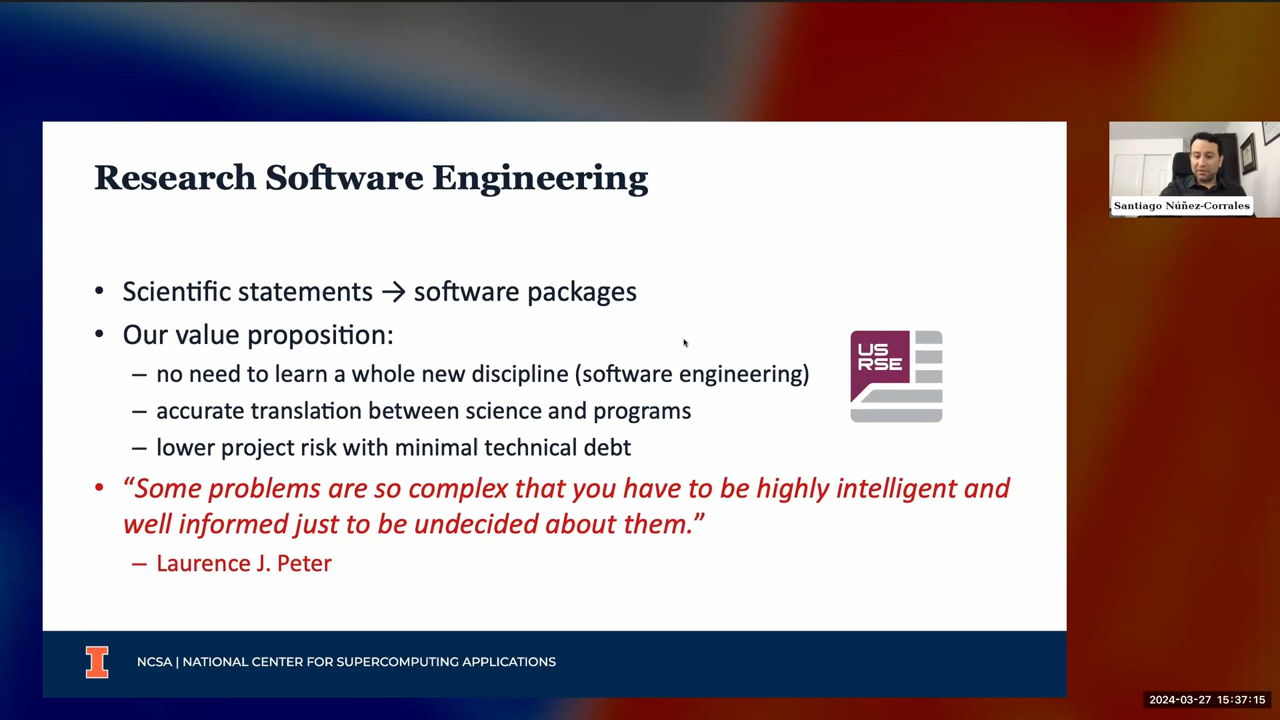 Research Software Engineering
• Scientific statements → software packages
• Our value proposition:
– no need to learn a whole new discipline (software engineering)
– accurate translation between science and programs
– lower project risk with minimal technical debt
• “Some problems are so complex that you have to be highly intelligent and
well informed just to be undecided about them.”
– Laurence J. Peter
US
RSE
I
NCSA | NATIONAL CENTER FOR SUPERCOMPUTING APPLICATIONS
Santiago Núñez-Corrales
2024-03-27 15:37:15